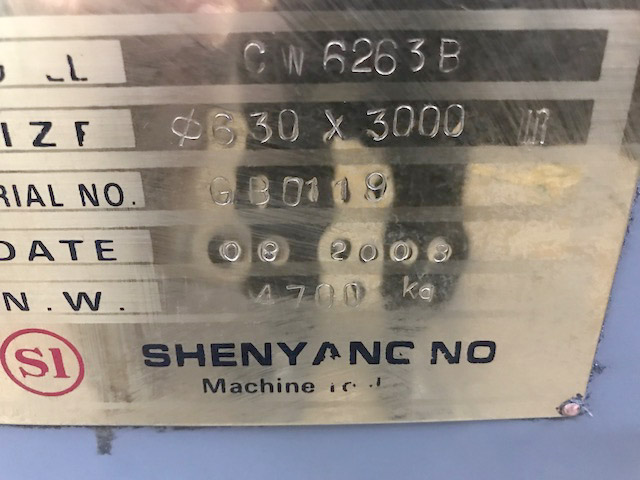 CW6263B
IZE ϕ630 X 3000
RIAL NO. GB0119
DATE 08 2003
N.W. 4700 kg
SI SHENYANG NO
Machine